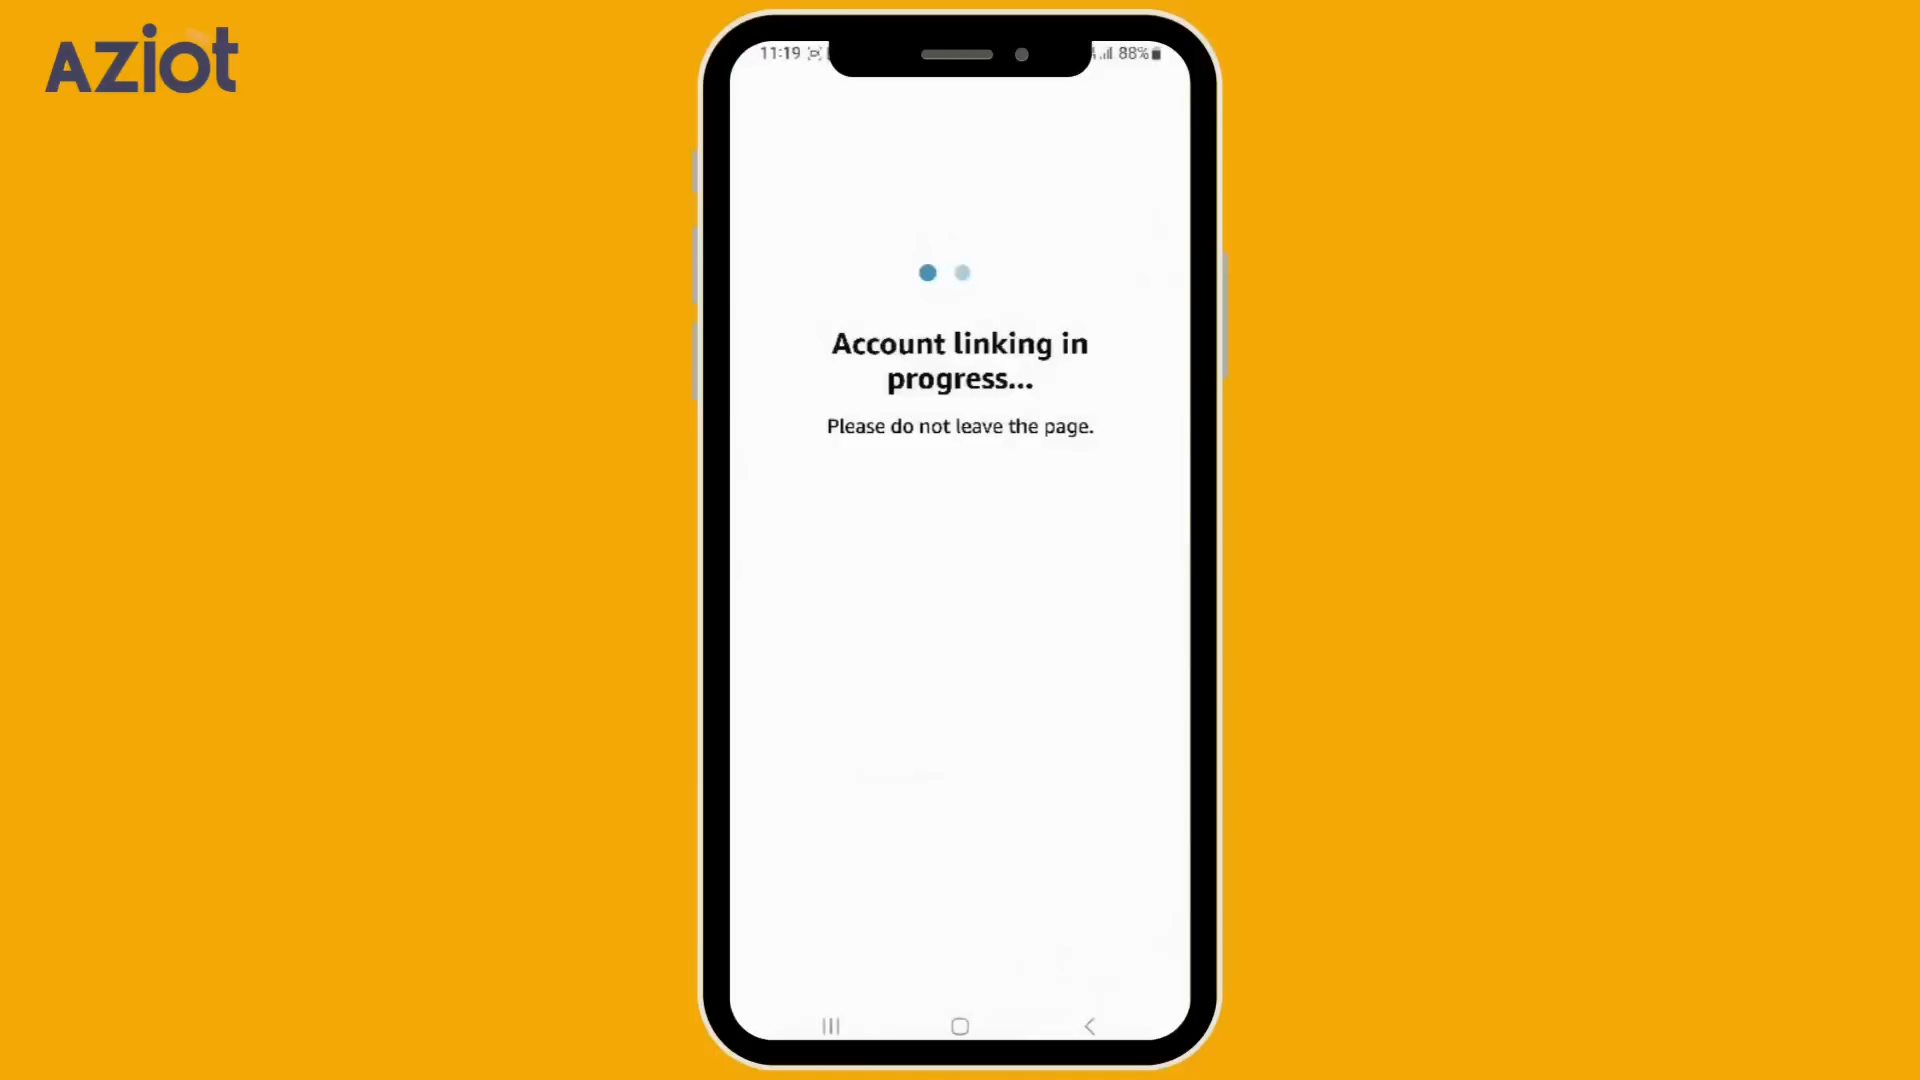 Aziot
11:19
88%
Account linking in
progress...
Please do not leave the page.